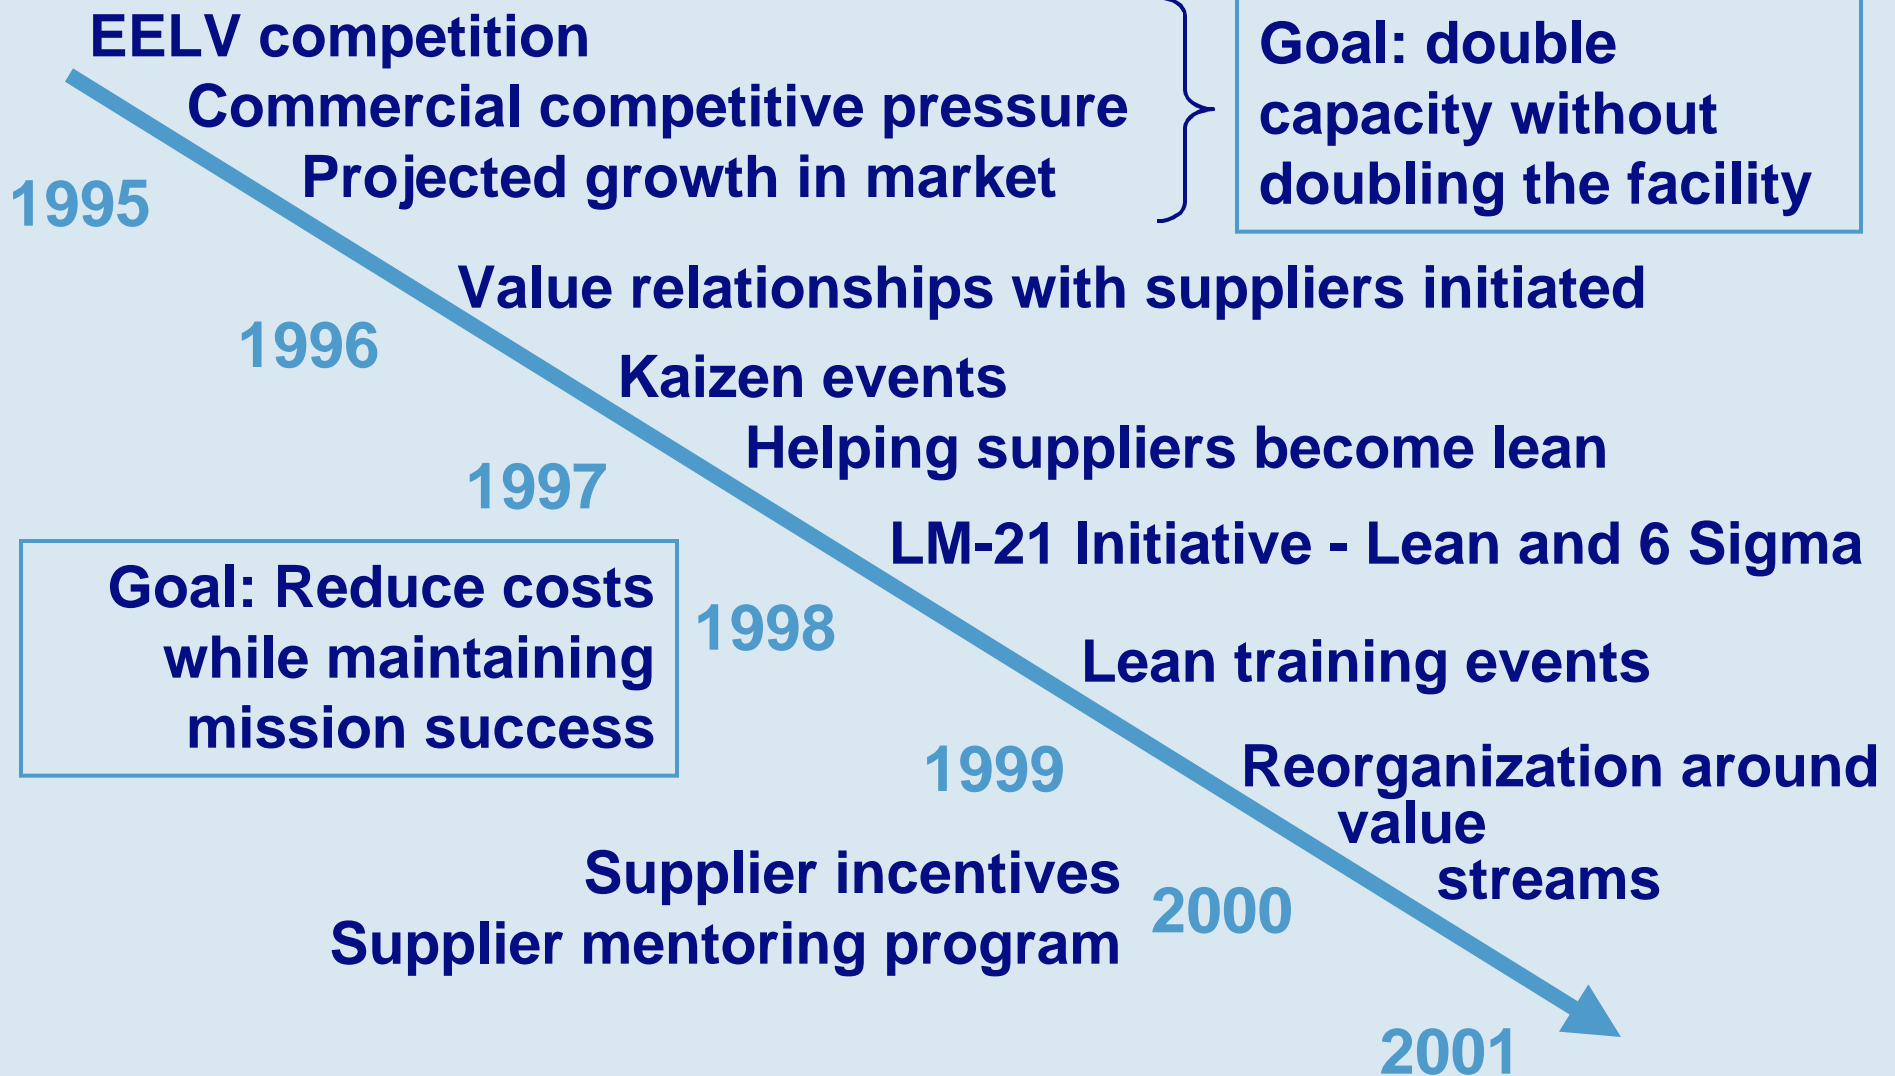 EELV competition
Commercial competitive pressure
Projected growth in market
Goal: double
capacity without
doubling the facility
1995
Value relationships with suppliers initiated
1996
Kaizen events
Helping suppliers become lean
1997
LM-21 Initiative - Lean and 6 Sigma
Goal: Reduce costs
while maintaining
mission success
1998
Lean training events
1999
Reorganization around
value
streams
Supplier incentives
Supplier mentoring program
2000
2001